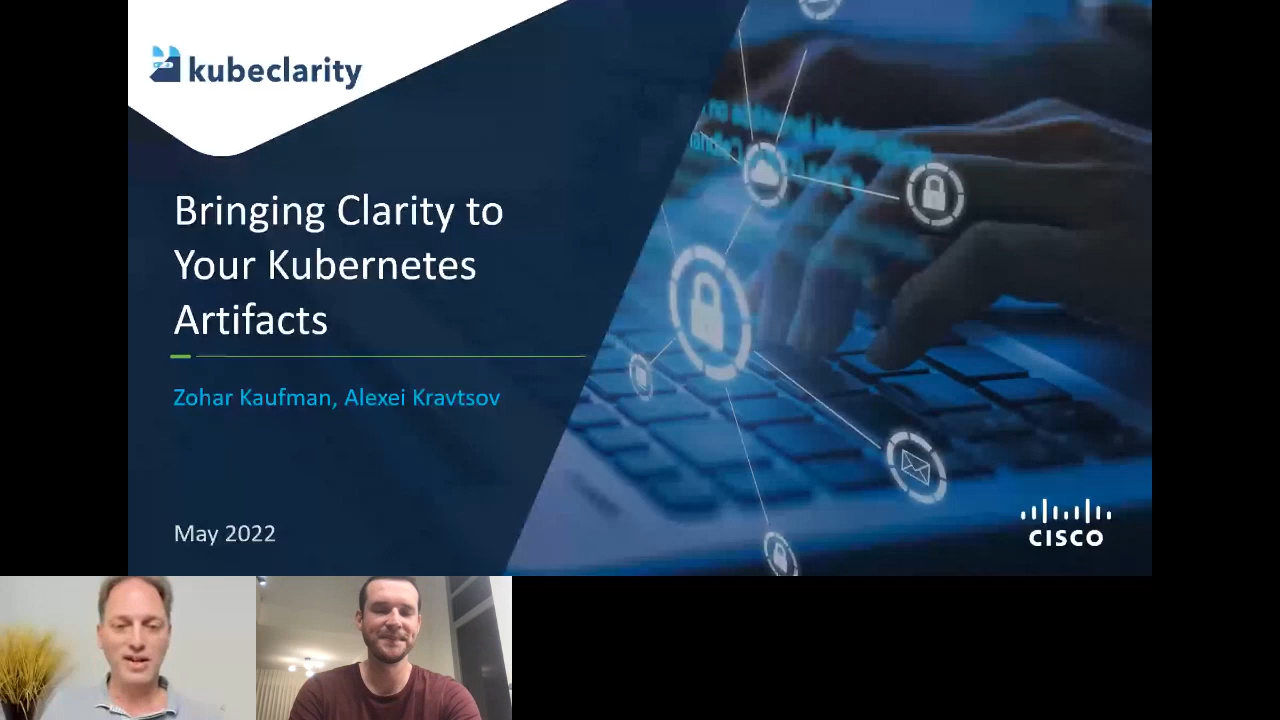 kubeclarity
Bringing Clarity to
Your Kubernetes
Artifacts
Zohar Kaufman, Alexei Kravtsov
May 2022
CISCO